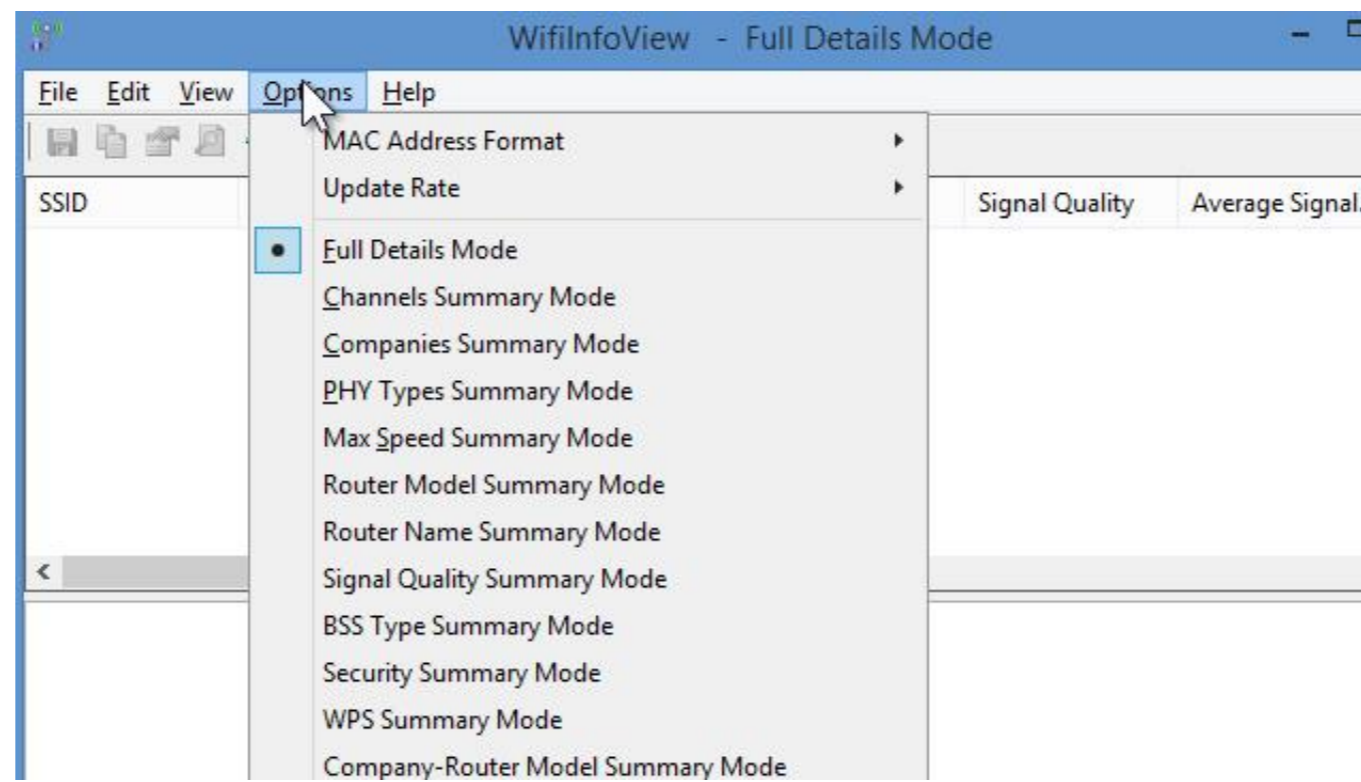 WifiInfoView - Full Details Mode
File Edit View Options Help
MAC Address Format
Update Rate
SSID Signal Quality Average Signal.
Full Details Mode
Channels Summary Mode
Companies Summary Mode
PHY Types Summary Mode
Max Speed Summary Mode
Router Model Summary Mode
Router Name Summary Mode
Signal Quality Summary Mode
BSS Type Summary Mode
Security Summary Mode
WPS Summary Mode
Company-Router Model Summary Mode